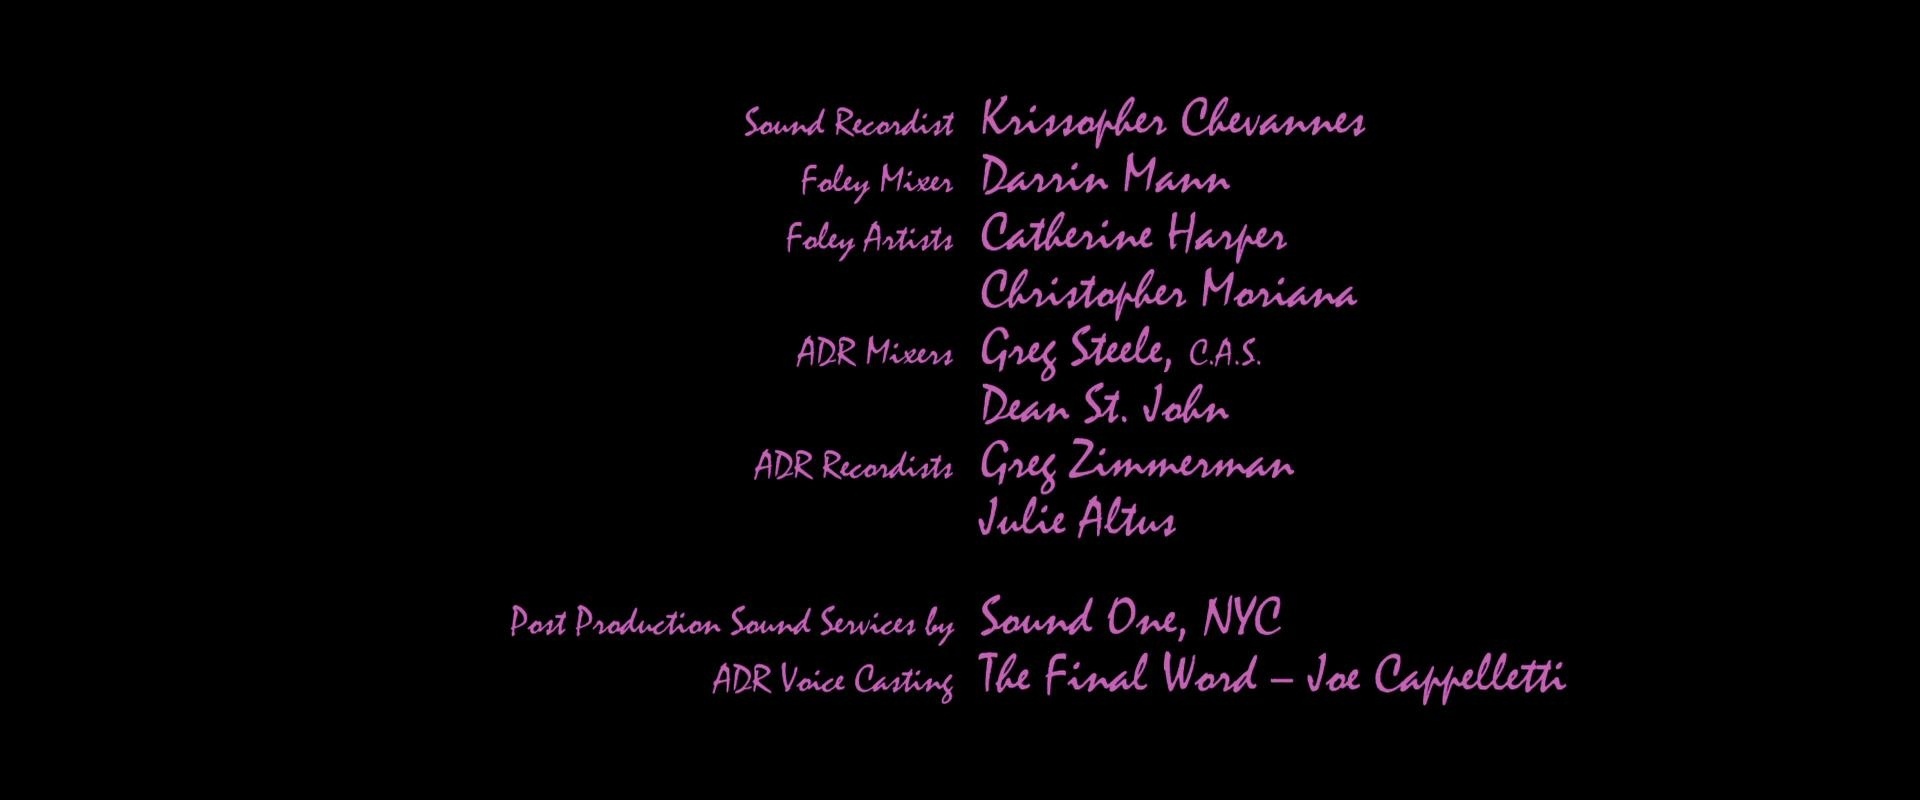 Sound Recordist Krissopher Chevannes
Foley Mixer Darrin Mann
Foley Artists Catherine Harper
Christopher Moriana
ADR Mixers Greg Steele, C.A.S.
Dean St. John
ADR Recordists Greg Zimmerman
Julie Altus
Post Production Sound Services by Sound One, NYC
ADR Voice Casting The Final Word – Joe Cappelletti